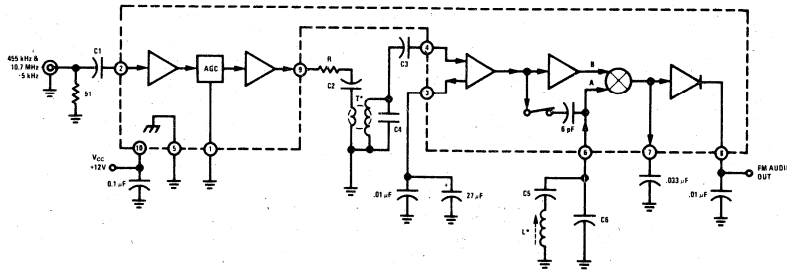 455 kHz &
10.7 MHz
-5 kHz
C1
51
2
AGC
9
R
C2
T*
C4
C3
4
3
B
A
6 pF
10
5
1
VCC
+12V
0.1 µF
.01 µF
27 µF
6
7
8
C5
L*
C6
.033 µF
.01 µF
FM AUDIO
OUT